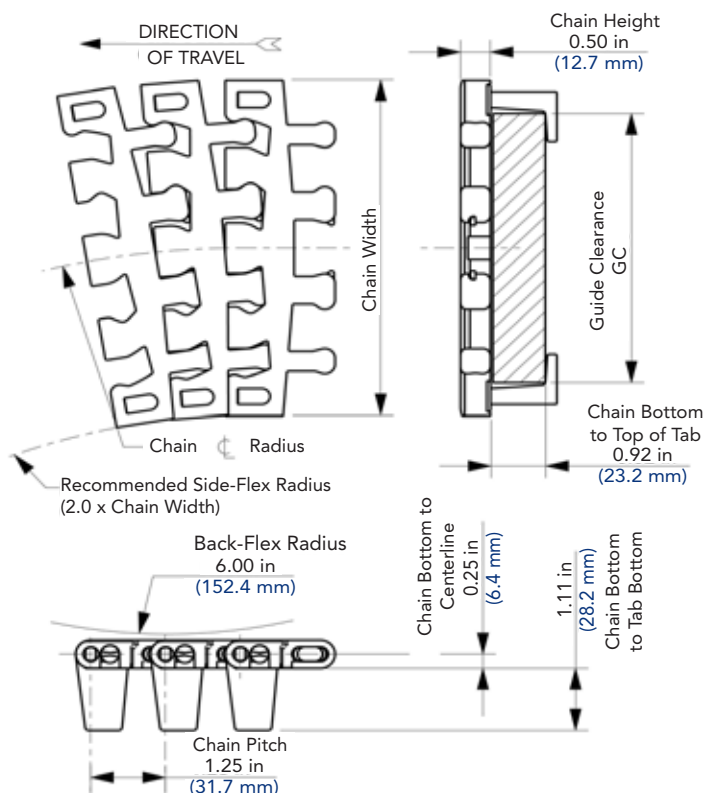 DIRECTION
OF TRAVEL
Chain Height
0.50 in
(12.7 mm)
Chain Width
Guide Clearance
GC
Chain Bottom
to Top of Tab
0.92 in
(23.2 mm)
Chain ℄ Radius
Recommended Side-Flex Radius
(2.0 x Chain Width)
Back-Flex Radius
6.00 in
(152.4 mm)
Chain Bottom to
Centerline
0.25 in
(6.4 mm)
1.11 in
(28.2 mm)
Chain Bottom
to Tab Bottom
Chain Pitch
1.25 in
(31.7 mm)